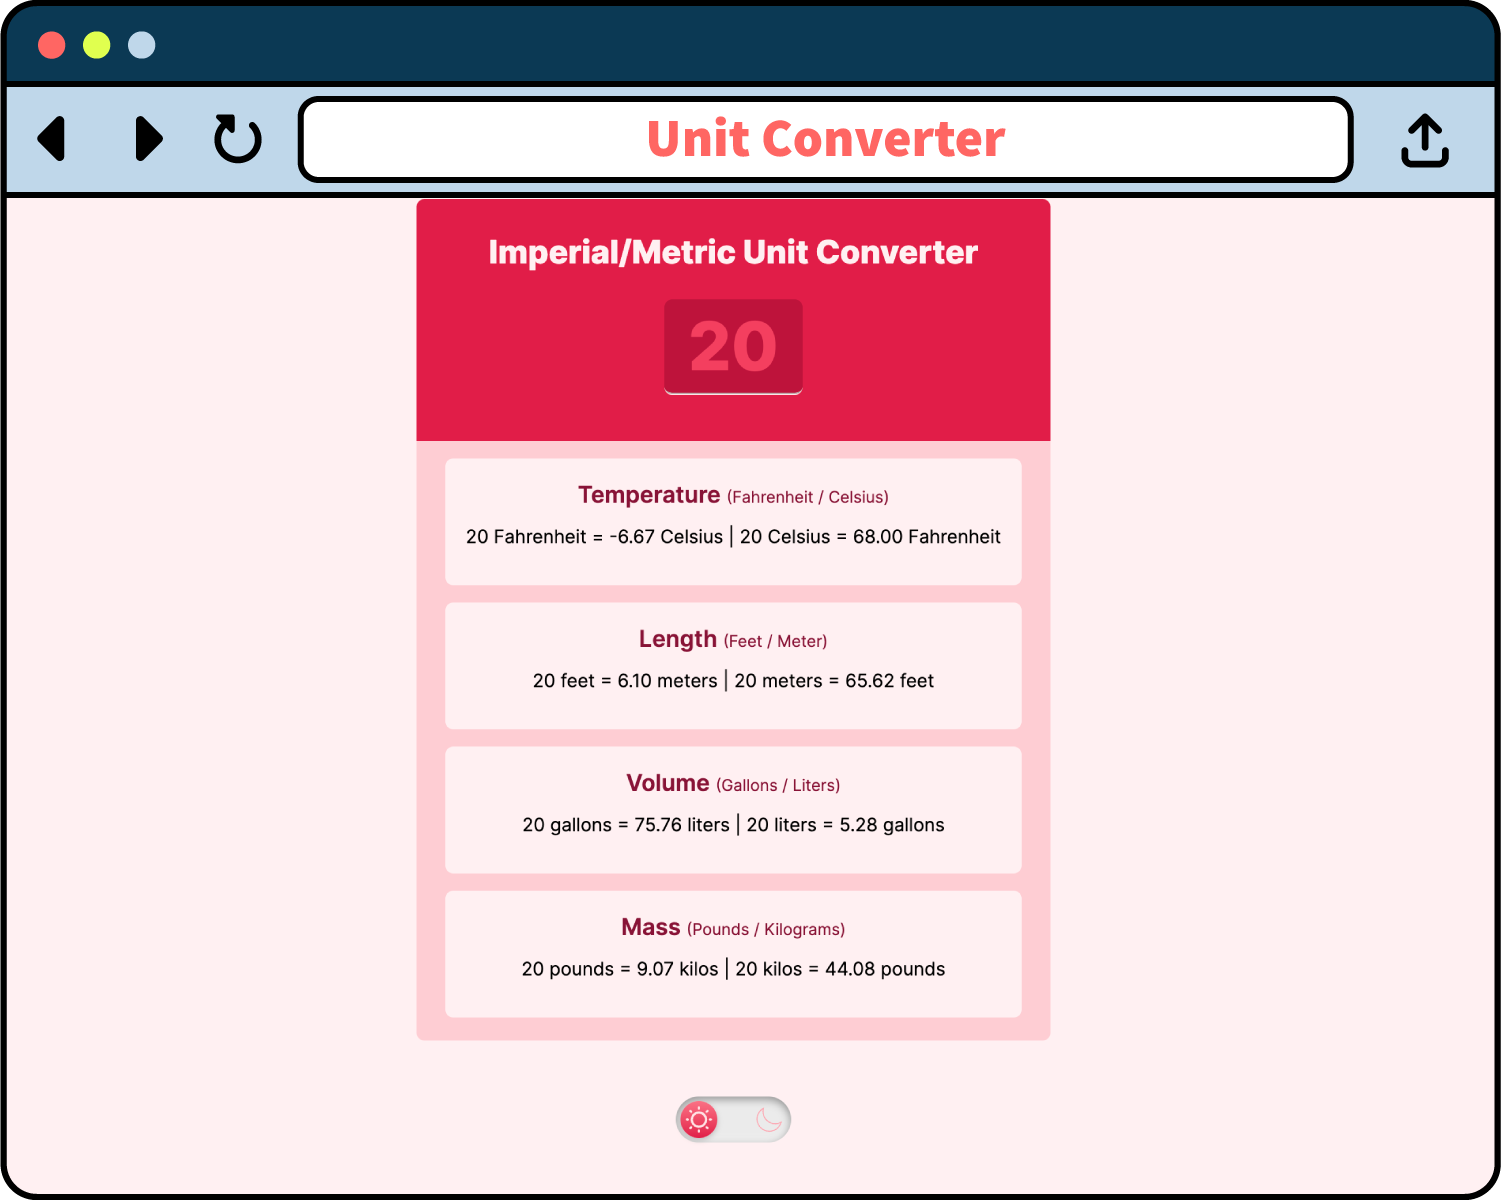 Unit Converter
Imperial/Metric Unit Converter
20
Temperature (Fahrenheit / Celsius)
20 Fahrenheit = -6.67 Celsius | 20 Celsius = 68.00 Fahrenheit
Length (Feet / Meter)
20 feet = 6.10 meters | 20 meters = 65.62 feet
Volume (Gallons / Liters)
20 gallons = 75.76 liters | 20 liters = 5.28 gallons
Mass (Pounds / Kilograms)
20 pounds = 9.07 kilos | 20 kilos = 44.08 pounds